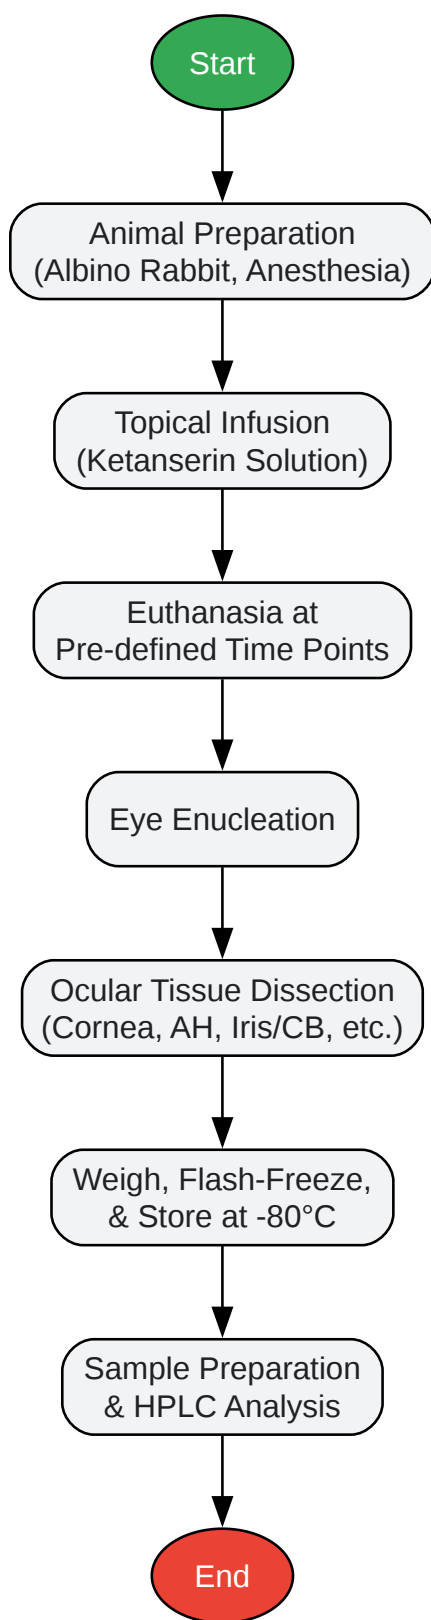 Start
Animal Preparation
(Albino Rabbit, Anesthesia)
Topical Infusion
(Ketanserin Solution)
Euthanasia at
Pre-defined Time Points
Eye Enucleation
Ocular Tissue Dissection
(Cornea, AH, Iris/CB, etc.)
Weigh, Flash-Freeze,
& Store at -80°C
Sample Preparation
& HPLC Analysis
End